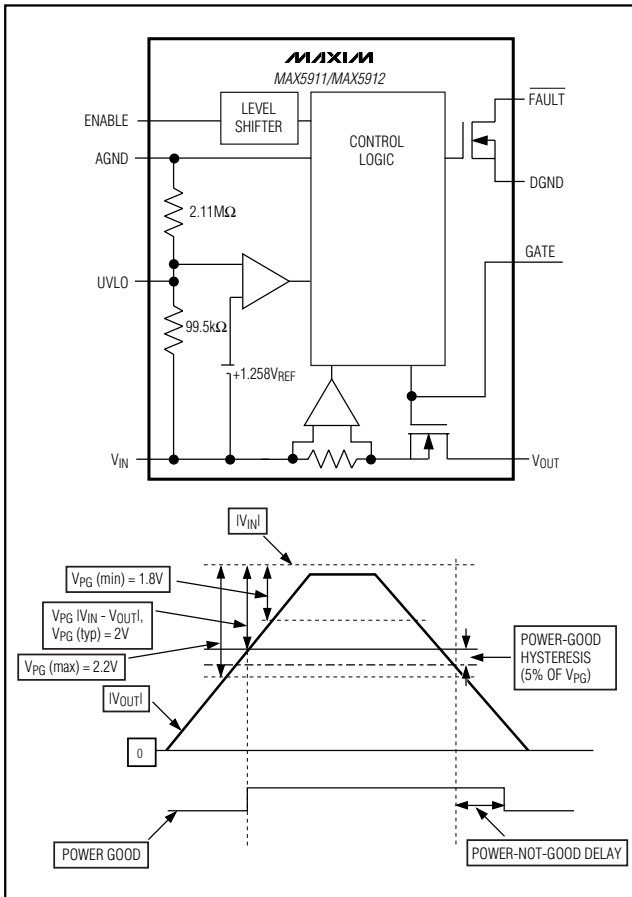 MAXIM
MAX5911/MAX5912
ENABLE
LEVEL
SHIFTER
CONTROL
LOGIC
FAULT
AGND
DGND
2.11MΩ
GATE
UVLO
99.5kΩ
+1.258VREF
VIN
VOUT
|VIN|
VPG (min) = 1.8V
VPG |VIN - VOUT|,
VPG (typ) = 2V
VPG (max) = 2.2V
POWER-GOOD
HYSTERESIS
(5% OF VPG)
|VOUT|
0
POWER GOOD
POWER-NOT-GOOD DELAY